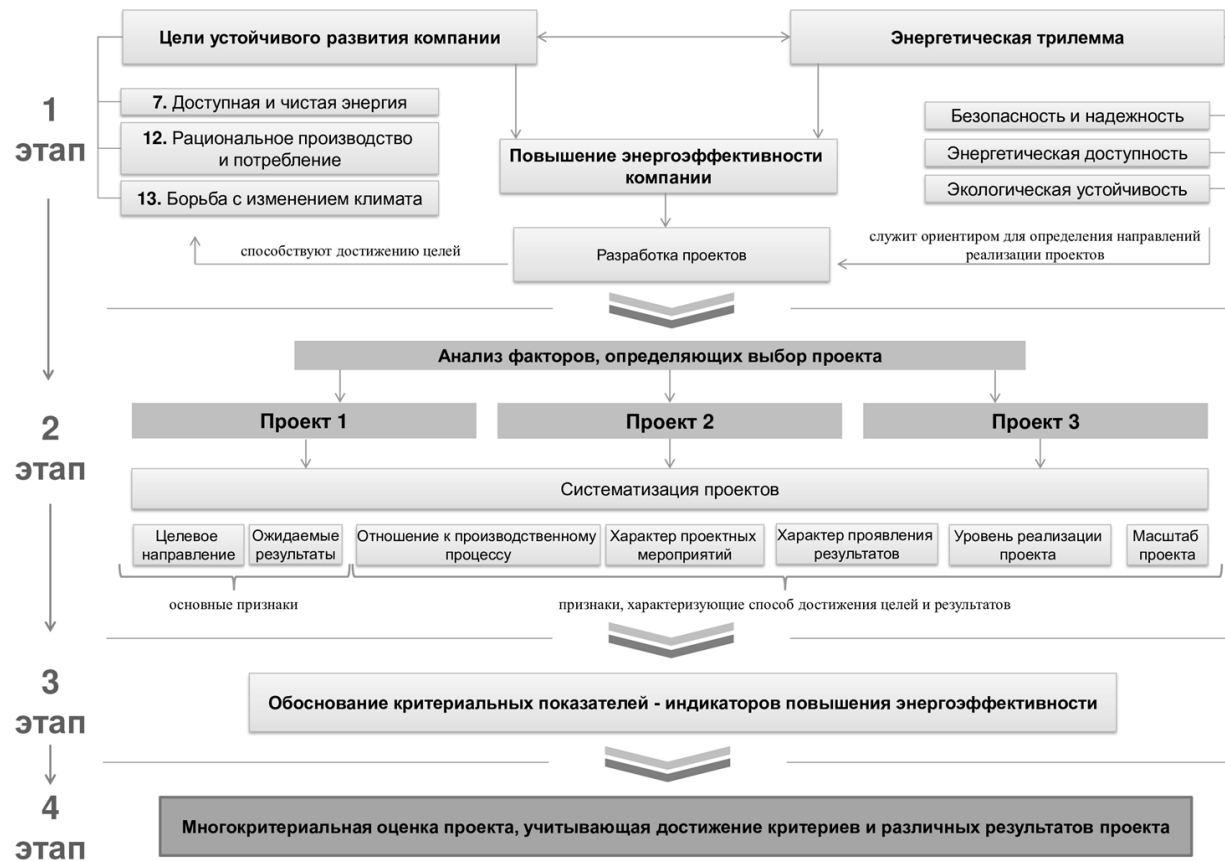 Цели устойчивого развития компании
Энергетическая трилемма
1
этап
7. Доступная и чистая энергия
12. Рациональное производство
и потребление
13. Борьба с изменением климата
Повышение энергоэффективности
компании
Безопасность и надежность
Энергетическая доступность
Экологическая устойчивость
способствуют достижению целей
Разработка проектов
служит ориентиром для определения направлений
реализации проектов
2
этап
Анализ факторов, определяющих выбор проекта
Проект 1
Проект 2
Проект 3
Систематизация проектов
Целевое
направление
Ожидаемые
результаты
Отношение к производственному
процессу
Характер проектных
мероприятий
Характер проявления
результатов
Уровень реализации
проекта
Масштаб
проекта
основные признаки
признаки, характеризующие способ достижения целей и результатов
3
этап
Обоснование критериальных показателей - индикаторов повышения энергоэффективности
4
этап
Многокритериальная оценка проекта, учитывающая достижение критериев и различных результатов проекта